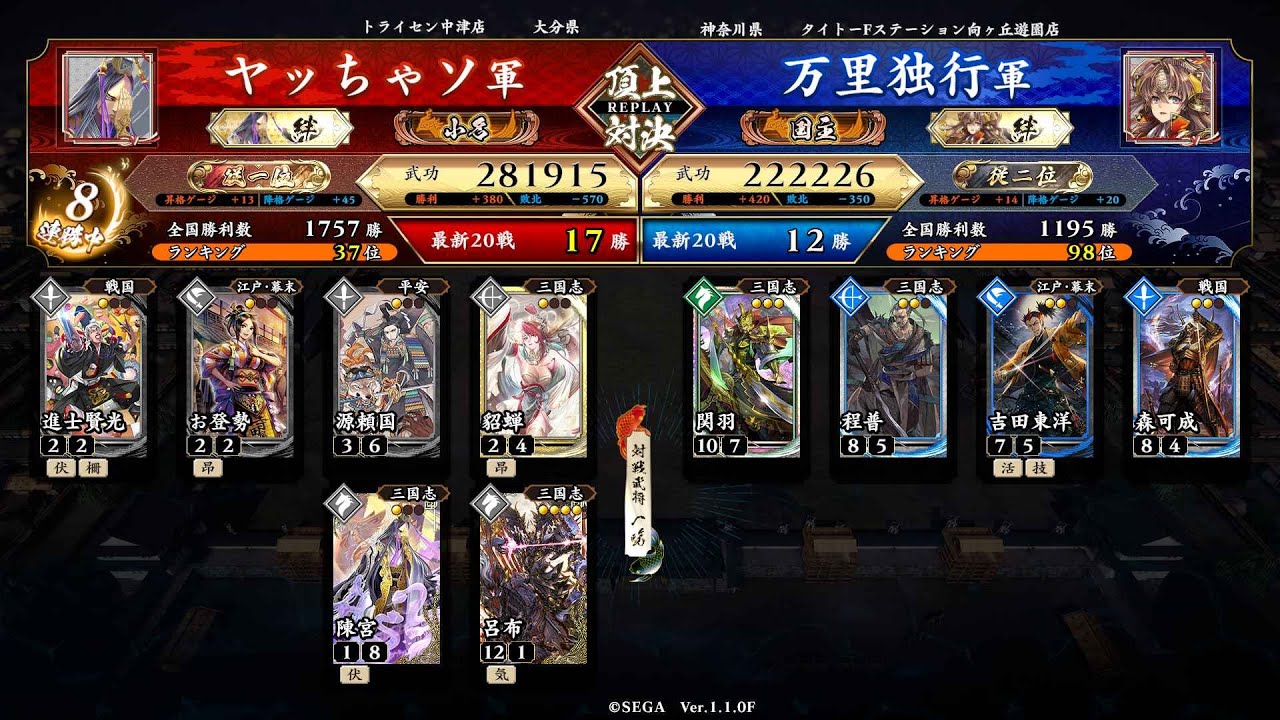 トライセン中津店 大分県
神奈川県 タイトーFステーション向ヶ丘遊園店
ヤッちゃソ軍
頂上
REPLAY
対決
万里独行軍
絆
小名
国主
絆
8
連勝中
従一位
昇格ゲージ +13 降格ゲージ +45
武功 281915
勝利 +380 敗北 -570
武功 222226
勝利 +420 敗北 -350
従二位
昇格ゲージ +14 降格ゲージ +20
全国勝利数 1757勝
ランキング 37位
最新20戦 17勝
最新20戦 12勝
全国勝利数 1195勝
ランキング 98位
戦国
進士賢光
2 2
伏 柵
江戸・幕末
お登勢
2 2
昴
平安
源頼国
3 6
三国志
貂蝉
2 4
昴
三国志
関羽
10 7
三国志
程普
8 5
江戸・幕末
吉田東洋
7 5
活 技
戦国
森可成
8 4
対戦武将一覧
三国志
陳宮
1 8
伏
三国志
呂布
12 1
気
©SEGA Ver.1.1.0F